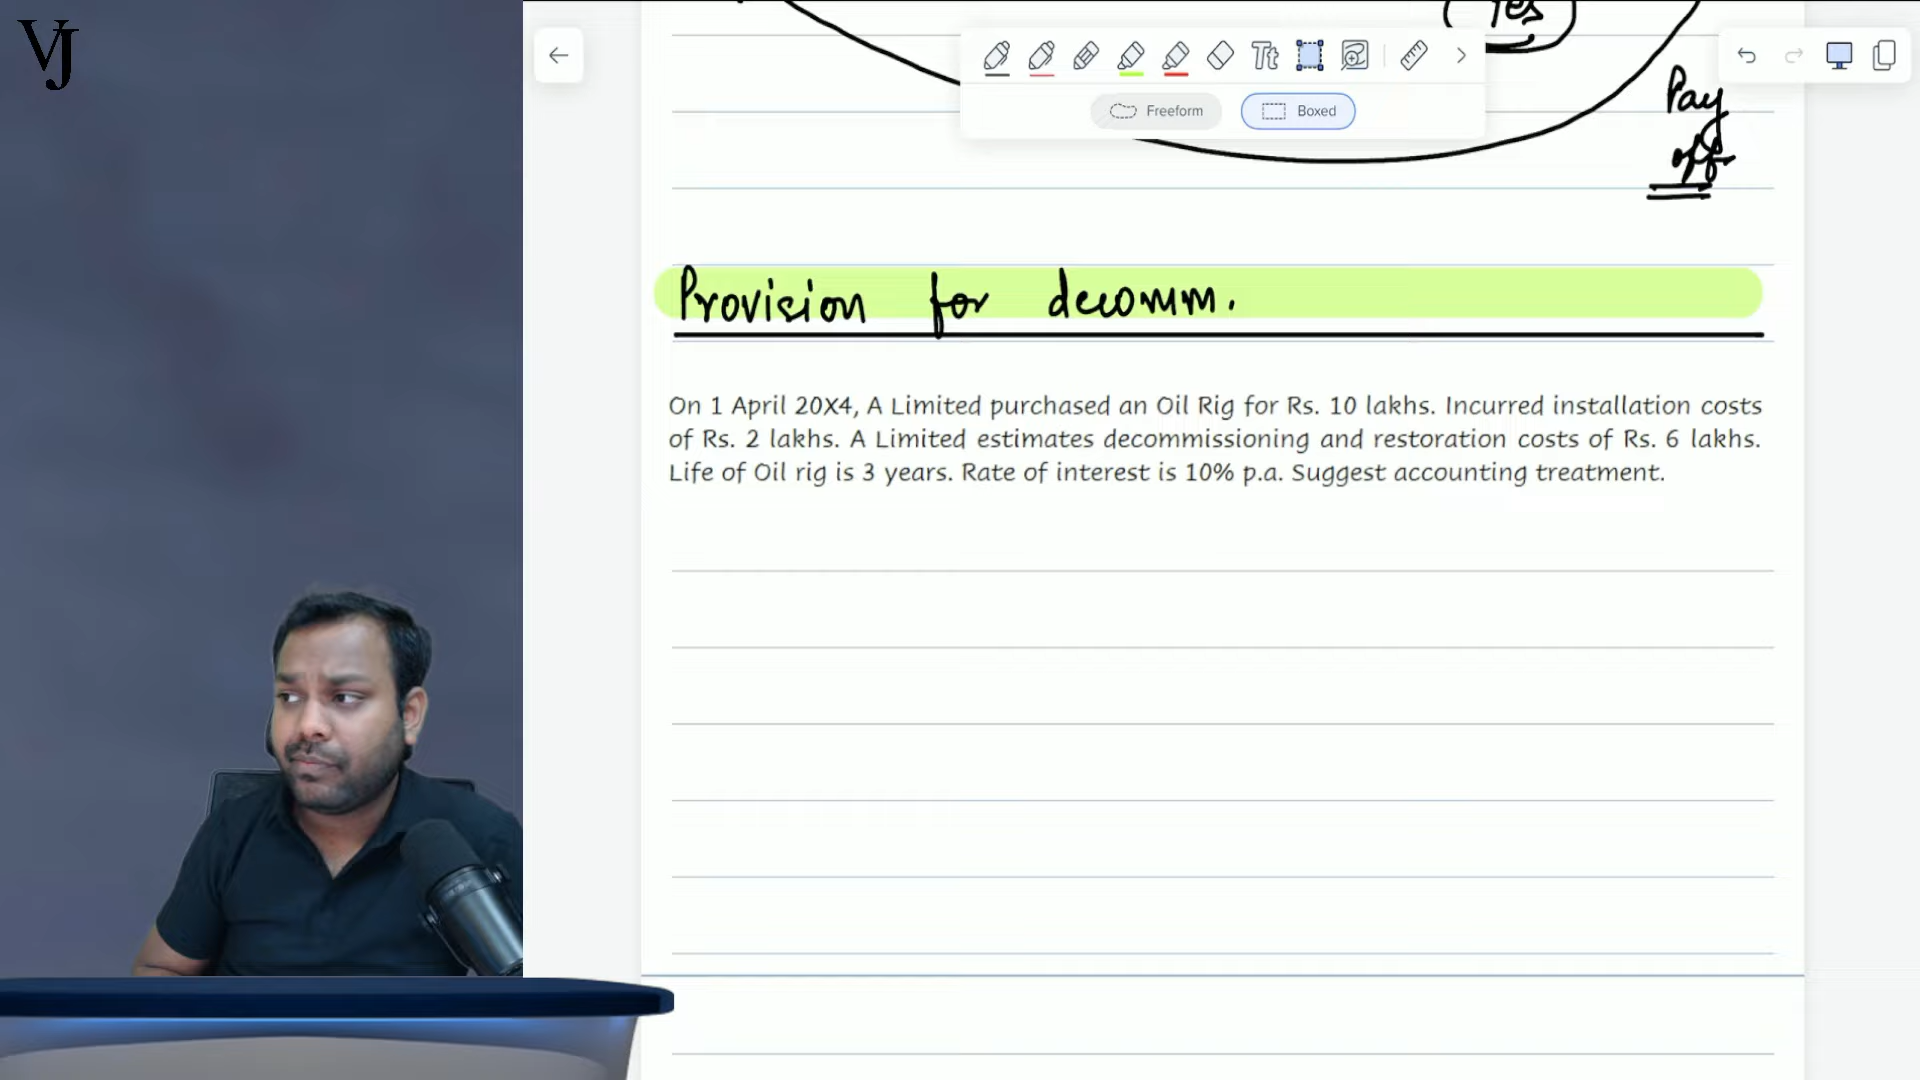 VJ
Yes
Tt
Freeform
Boxed
Pay
off
Provision for decomm.
On 1 April 20X4, A Limited purchased an Oil Rig for Rs. 10 lakhs. Incurred installation costs
of Rs. 2 lakhs. A Limited estimates decommissioning and restoration costs of Rs. 6 lakhs.
Life of Oil rig is 3 years. Rate of interest is 10% p.a. Suggest accounting treatment.